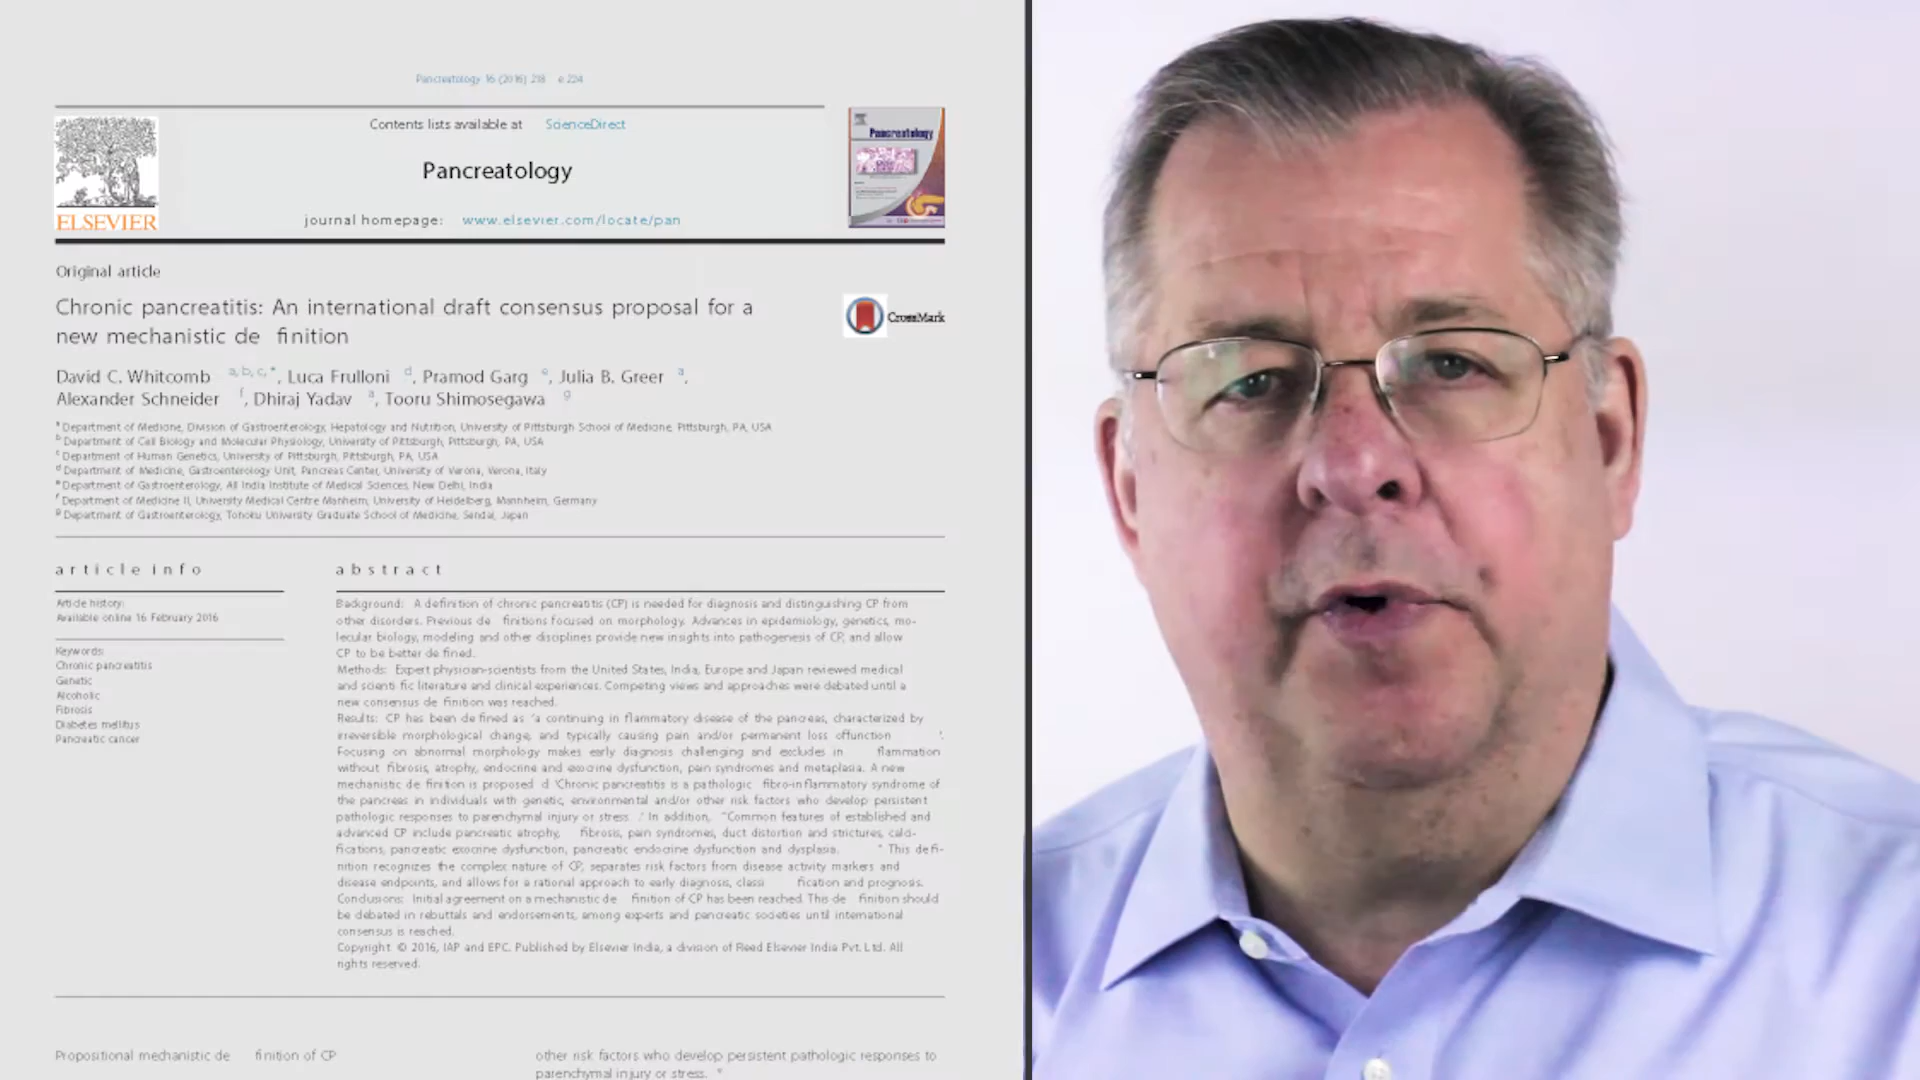 Pancreatology 16 (2016) 218 e 224
Contents lists available at ScienceDirect
Pancreatology
journal homepage: www.elsevier.com/locate/pan
ELSEVIER
Pancreatology
Original article
Chronic pancreatitis: An international draft consensus proposal for a
new mechanistic de finition
CrossMark
David C. Whitcomb a, b, c, *, Luca Frulloni d, Pramod Garg e, Julia B. Greer a,
Alexander Schneider f, Dhiraj Yadav a, Tooru Shimosegawa g
a Department of Medicine, Division of Gastroenterology, Hepatology and Nutrition, University of Pittsburgh School of Medicine, Pittsburgh, PA, USA
b Department of Cell Biology and Molecular Physiology, University of Pittsburgh, Pittsburgh, PA, USA
c Department of Human Genetics, University of Pittsburgh, Pittsburgh, PA, USA
d Department of Medicine, Gastroenterology Unit, Pancreas Center, University of Verona, Verona, Italy
e Department of Gastroenterology, All India Institute of Medical Sciences, New Delhi, India
f Department of Medicine II, University Medical Centre Manheim, University of Heidelberg, Mannheim, Germany
g Department of Gastroenterology, Tohoku University Graduate School of Medicine, Sendai, Japan
article info
Article history:
Available online 16 February 2016
Keywords:
Chronic pancreatitis
Genetic
Alcoholic
Fibrosis
Diabetes mellitus
Pancreatic cancer
abstract
Background: A definition of chronic pancreatitis (CP) is needed for diagnosis and distinguishing CP from
other disorders. Previous de finitions focused on morphology. Advances in epidemiology, genetics, mo-
lecular biology, modeling and other disciplines provide new insights into pathogenesis of CP, and allow
CP to be better de fined.
Methods: Expert physician-scientists from the United States, India, Europe and Japan reviewed medical
and scienti fic literature and clinical experiences. Competing views and approaches were debated until a
new consensus de finition was reached.
Results: CP has been de fined as 'a continuing in flammatory disease of the pancreas, characterized by
irreversible morphological change, and typically causing pain and/or permanent loss offunction '.
Focusing on abnormal morphology makes early diagnosis challenging and excludes in flammation
without fibrosis, atrophy, endocrine and exocrine dysfunction, pain syndromes and metaplasia. A new
mechanistic de finition is proposed d 'Chronic pancreatitis is a pathologic fibro-inflammatory syndrome of
the pancreas in individuals with genetic, environmental and/or other risk factors who develop persistent
pathologic responses to parenchymal injury or stress. ' In addition, "Common features of established and
advanced CP include pancreatic atrophy, fibrosis, pain syndromes, duct distortion and strictures, calci-
fications, pancreatic exocrine dysfunction, pancreatic endocrine dysfunction and dysplasia. " This defi-
nition recognizes the complex nature of CP, separates risk factors from disease activity markers and
disease endpoints, and allows for a rational approach to early diagnosis, classi fication and prognosis.
Conclusions: Initial agreement on a mechanistic de finition of CP has been reached. This de finition should
be debated in rebuttals and endorsements, among experts and pancreatic societies until international
consensus is reached.
Copyright © 2016, IAP and EPC. Published by Elsevier India, a division of Reed Elsevier India Pvt. Ltd. All
rights reserved.
Propositional mechanistic de finition of CP
other risk factors who develop persistent pathologic responses to
parenchymal injury or stress. "